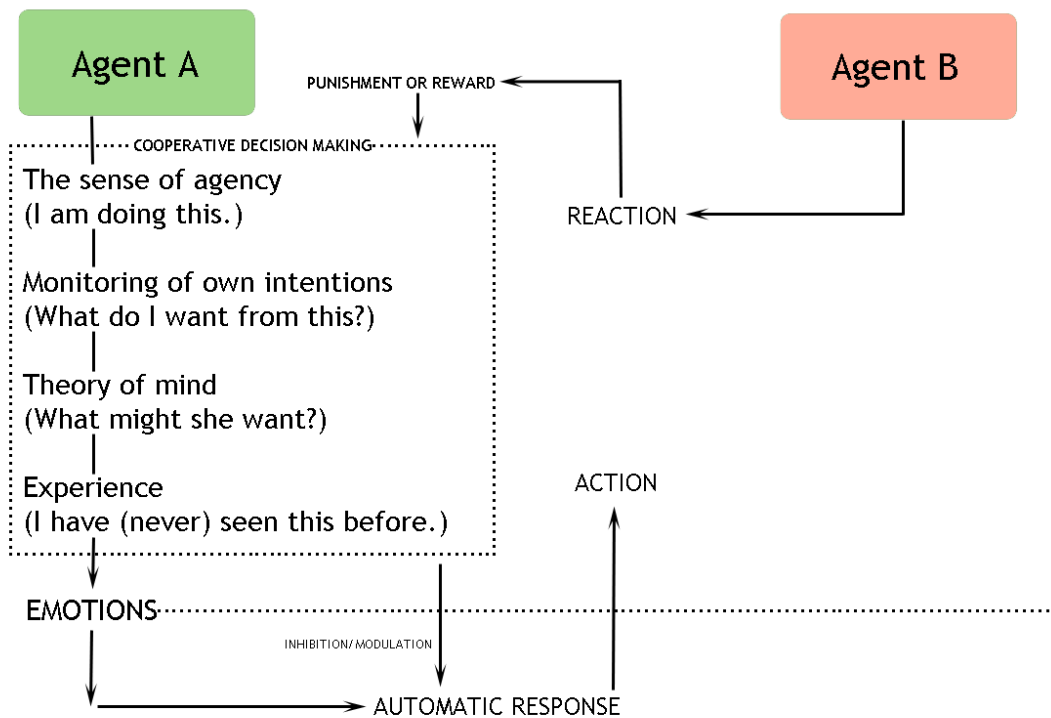 Agent A
Agent B
PUNISHMENT OR REWARD
COOPERATIVE DECISION MAKING
The sense of agency
(I am doing this.)
REACTION
Monitoring of own intentions
(What do I want from this?)
Theory of mind
(What might she want?)
Experience
(I have (never) seen this before.)
ACTION
EMOTIONS
INHIBITION/ MODULATION
AUTOMATIC RESPONSE